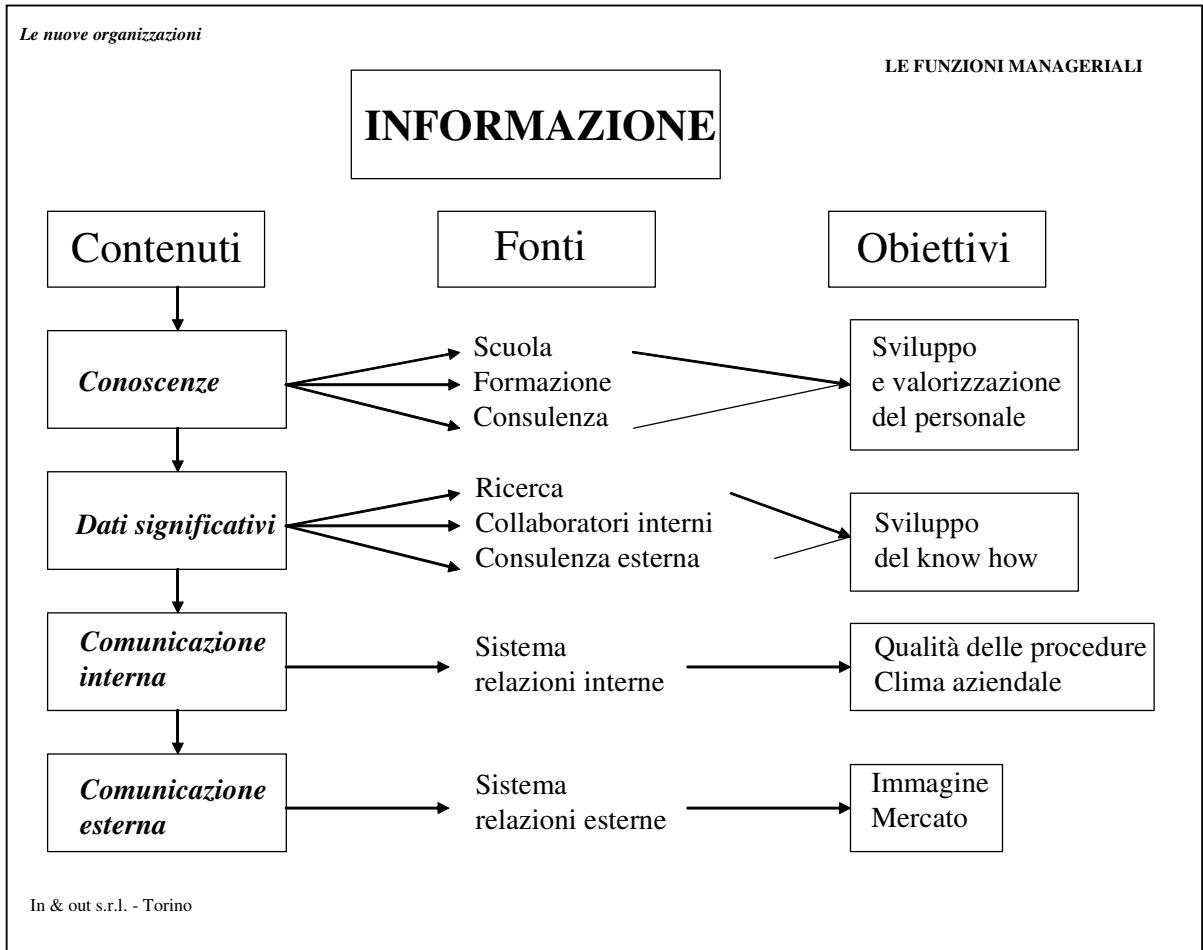 Le nuove organizzazioni
LE FUNZIONI MANAGERIALI
INFORMAZIONE
Contenuti
Fonti
Obiettivi
Conoscenze
Scuola
Formazione
Consulenza
Sviluppo
e valorizzazione
del personale
Dati significativi
Ricerca
Collaboratori interni
Consulenza esterna
Sviluppo
del know how
Comunicazione
interna
Sistema
relazioni interne
Qualità delle procedure
Clima aziendale
Comunicazione
esterna
Sistema
relazioni esterne
Immagine
Mercato
In & out s.r.l. - Torino